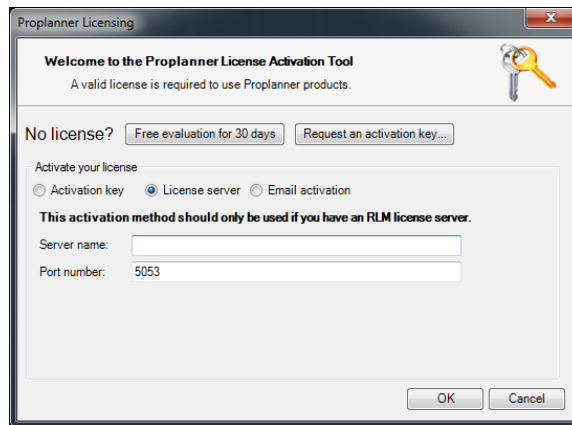 Proplanner Licensing
Welcome to the Proplanner License Activation Tool
A valid license is required to use Proplanner products.
No license? Free evaluation for 30 days Request an activation key...
Activate your license
Activation key License server Email activation
This activation method should only be used if you have an RLM license server.
Server name:
Port number: 5053
OK Cancel